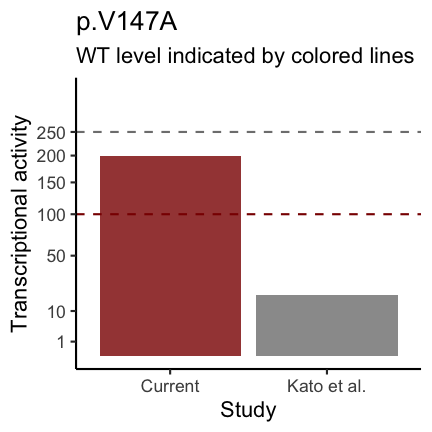 p.V147A
WT level indicated by colored lines
Transcriptional activity
250
200
150
100
50
10
1
Current
Kato et al.
Study